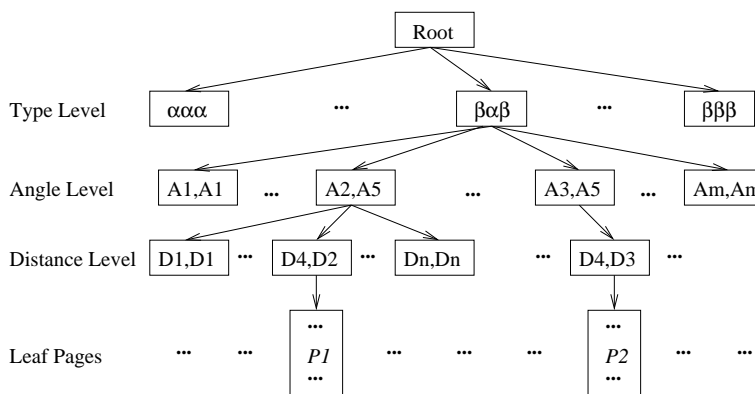 Root
Type Level ααα ... βαβ ... βββ
Angle Level A1,A1 ... A2,A5 ... A3,A5 ... Am,Am
Distance Level D1,D1 ... D4,D2 ... Dn,Dn ... D4,D3 ...
... ...
Leaf Pages ... ... P1 ... ... ... P2 ... ...
... ...